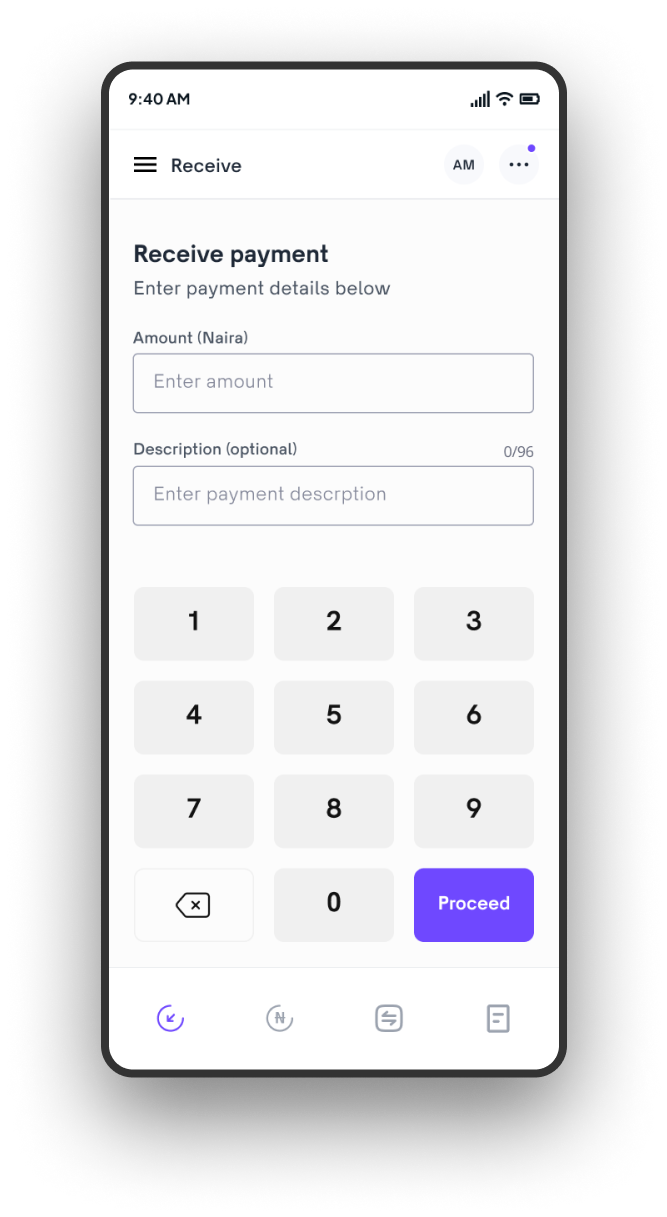 9:40 AM
Receive
AM
Receive payment
Enter payment details below
Amount (Naira)
Enter amount
Description (optional)
0/96
Enter payment descrption
1 2 3
4 5 6
7 8 9
0 Proceed
₦